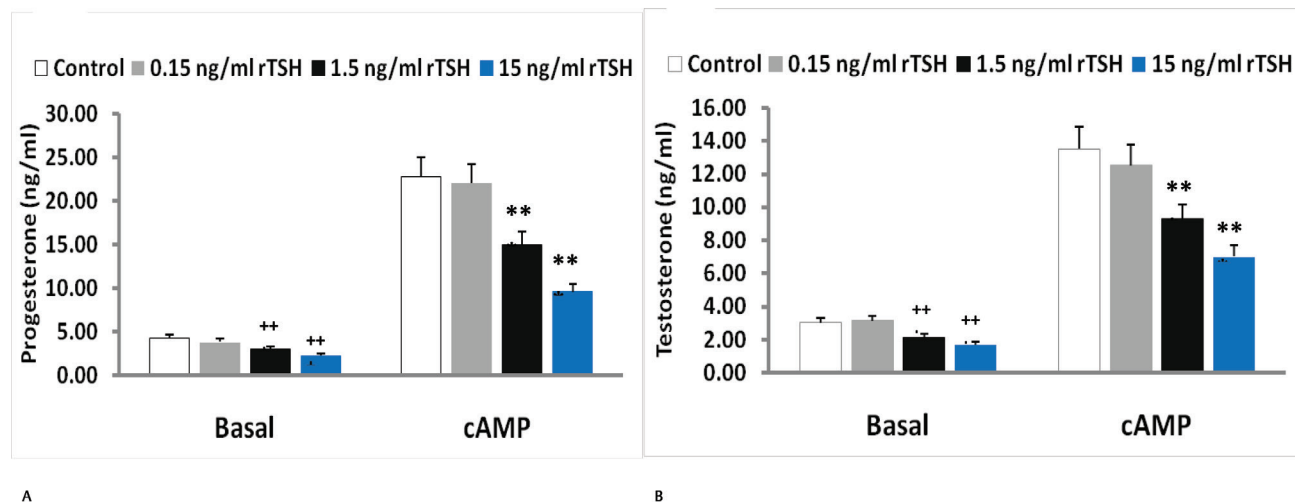 Control 0.15 ng/ml rTSH 1.5 ng/ml rTSH 15 ng/ml rTSH
Progesterone (ng/ml)
30.00
25.00
20.00
15.00
10.00
5.00
0.00
++
++
**
**
Basal
cAMP
A
Control 0.15 ng/ml rTSH 1.5 ng/ml rTSH 15 ng/ml rTSH
Testosterone (ng/ml)
16.00
14.00
12.00
10.00
8.00
6.00
4.00
2.00
0.00
++
++
**
**
Basal
cAMP
B